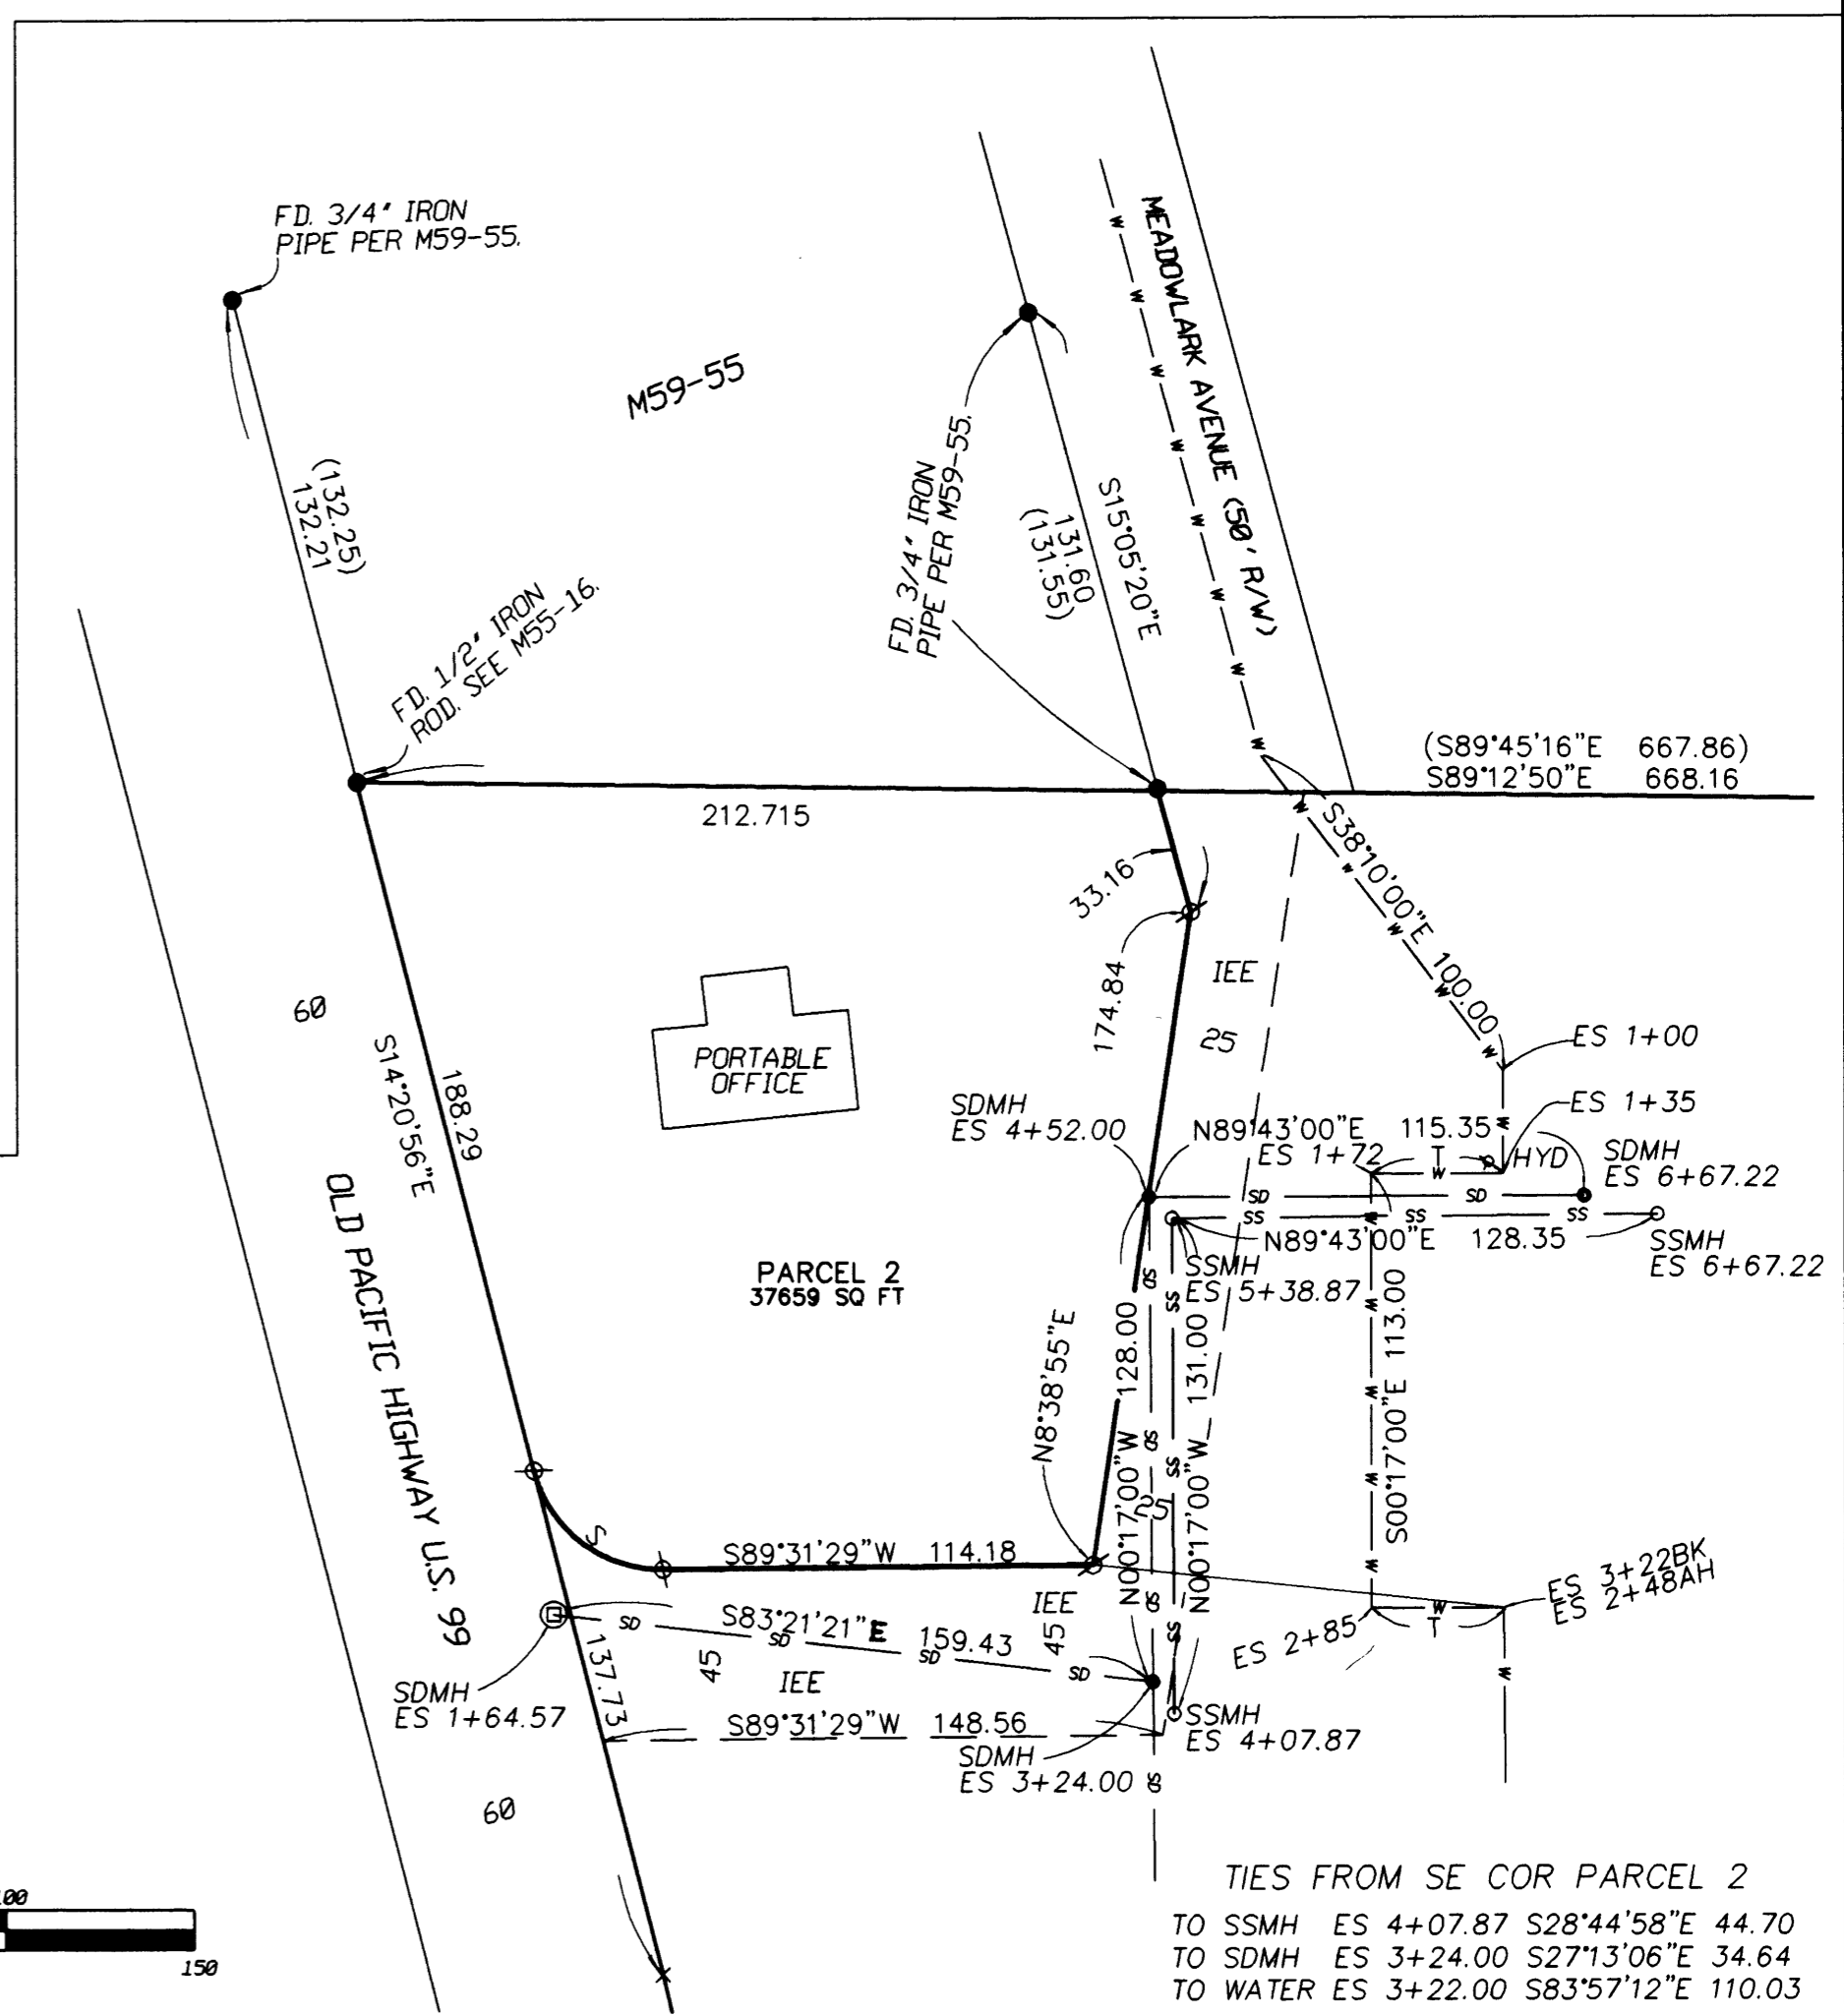 FD. 3/4" IRON
PIPE PER M59-55.
M59-55
MEADOWLARK AVENUE (50' R/W)
(132.25)
132.21
FD. 3/4" IRON
PIPE PER M59-55.
S15°05'20"E
131.60
(131.55)
FD. 1/2" IRON
ROD. SEE M55-16.
(S89°45'16"E 667.86)
S89°12'50"E 668.16
212.715
33.16
S38°10'00"E 100.00
174.84
IEE
25
60
S14°20'56"E
188.29
PORTABLE
OFFICE
ES 1+00
ES 1+35
SDMH
ES 4+52.00
N89°43'00"E 115.35
ES 1+72
T
W
HYD
SDMH
ES 6+67.22
SD SD
SS SS SS
N89°43'00"E 128.35
SSMH
ES 6+67.22
SSMH
ES 5+38.87
PARCEL 2
37659 SQ FT
OLD PACIFIC HIGHWAY U.S. 99
N8°38'55"E
128.00
N00°17'00"W
25
N00°17'00"W 131.00
S00°17'00"E 113.00
S
S89°31'29"W 114.18
IEE
45
ES 3+22BK
ES 2+48AH
ES 2+85
W
T
S83°21'21"E 159.43
SD SD SD SD
45
IEE
137.73
SDMH
ES 1+64.57
S89°31'29"W 148.56
SSMH
ES 4+07.87
SDMH
ES 3+24.00
60
150
TIES FROM SE COR PARCEL 2
TO SSMH ES 4+07.87 S28°44'58"E 44.70
TO SDMH ES 3+24.00 S27°13'06"E 34.64
TO WATER ES 3+22.00 S83°57'12"E 110.03